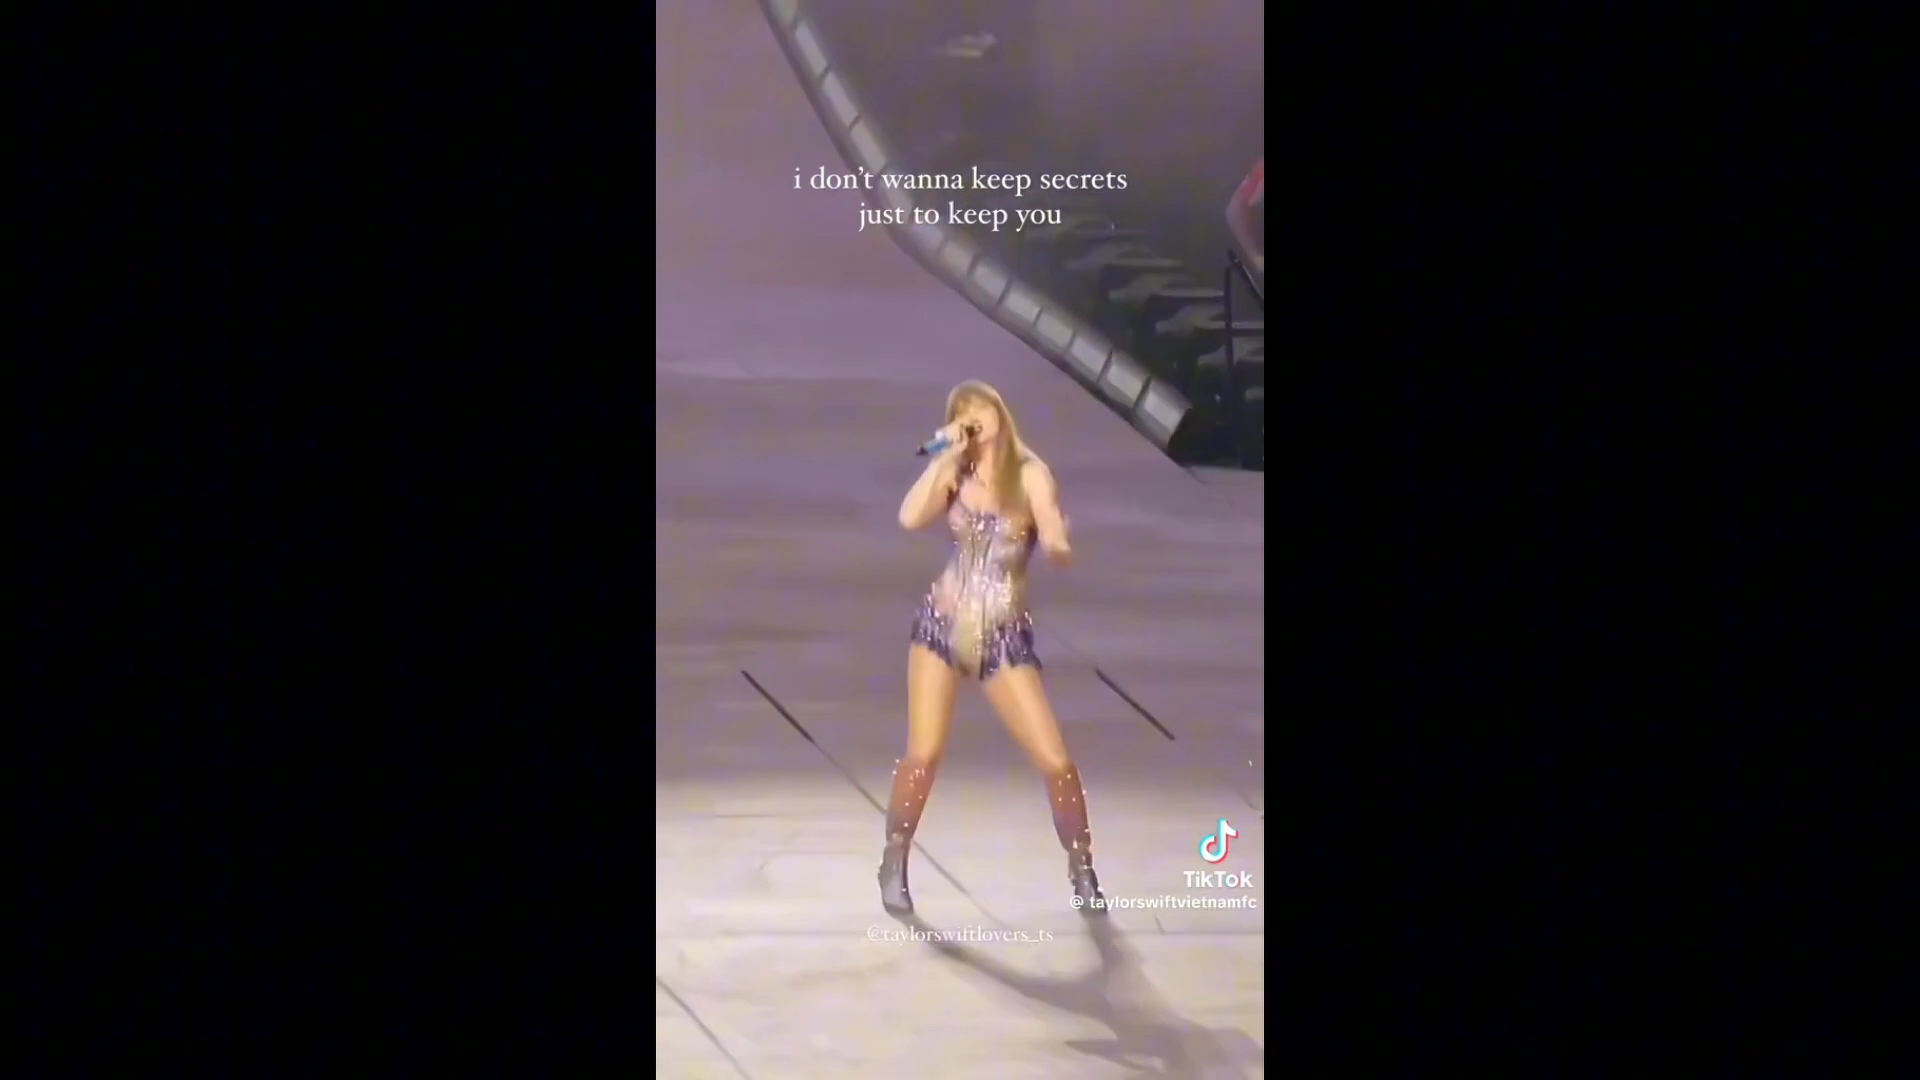 i don't wanna keep secrets
just to keep you
TikTok
@ taylorswiftvietnamfc
@taylorswiftlovers_ts